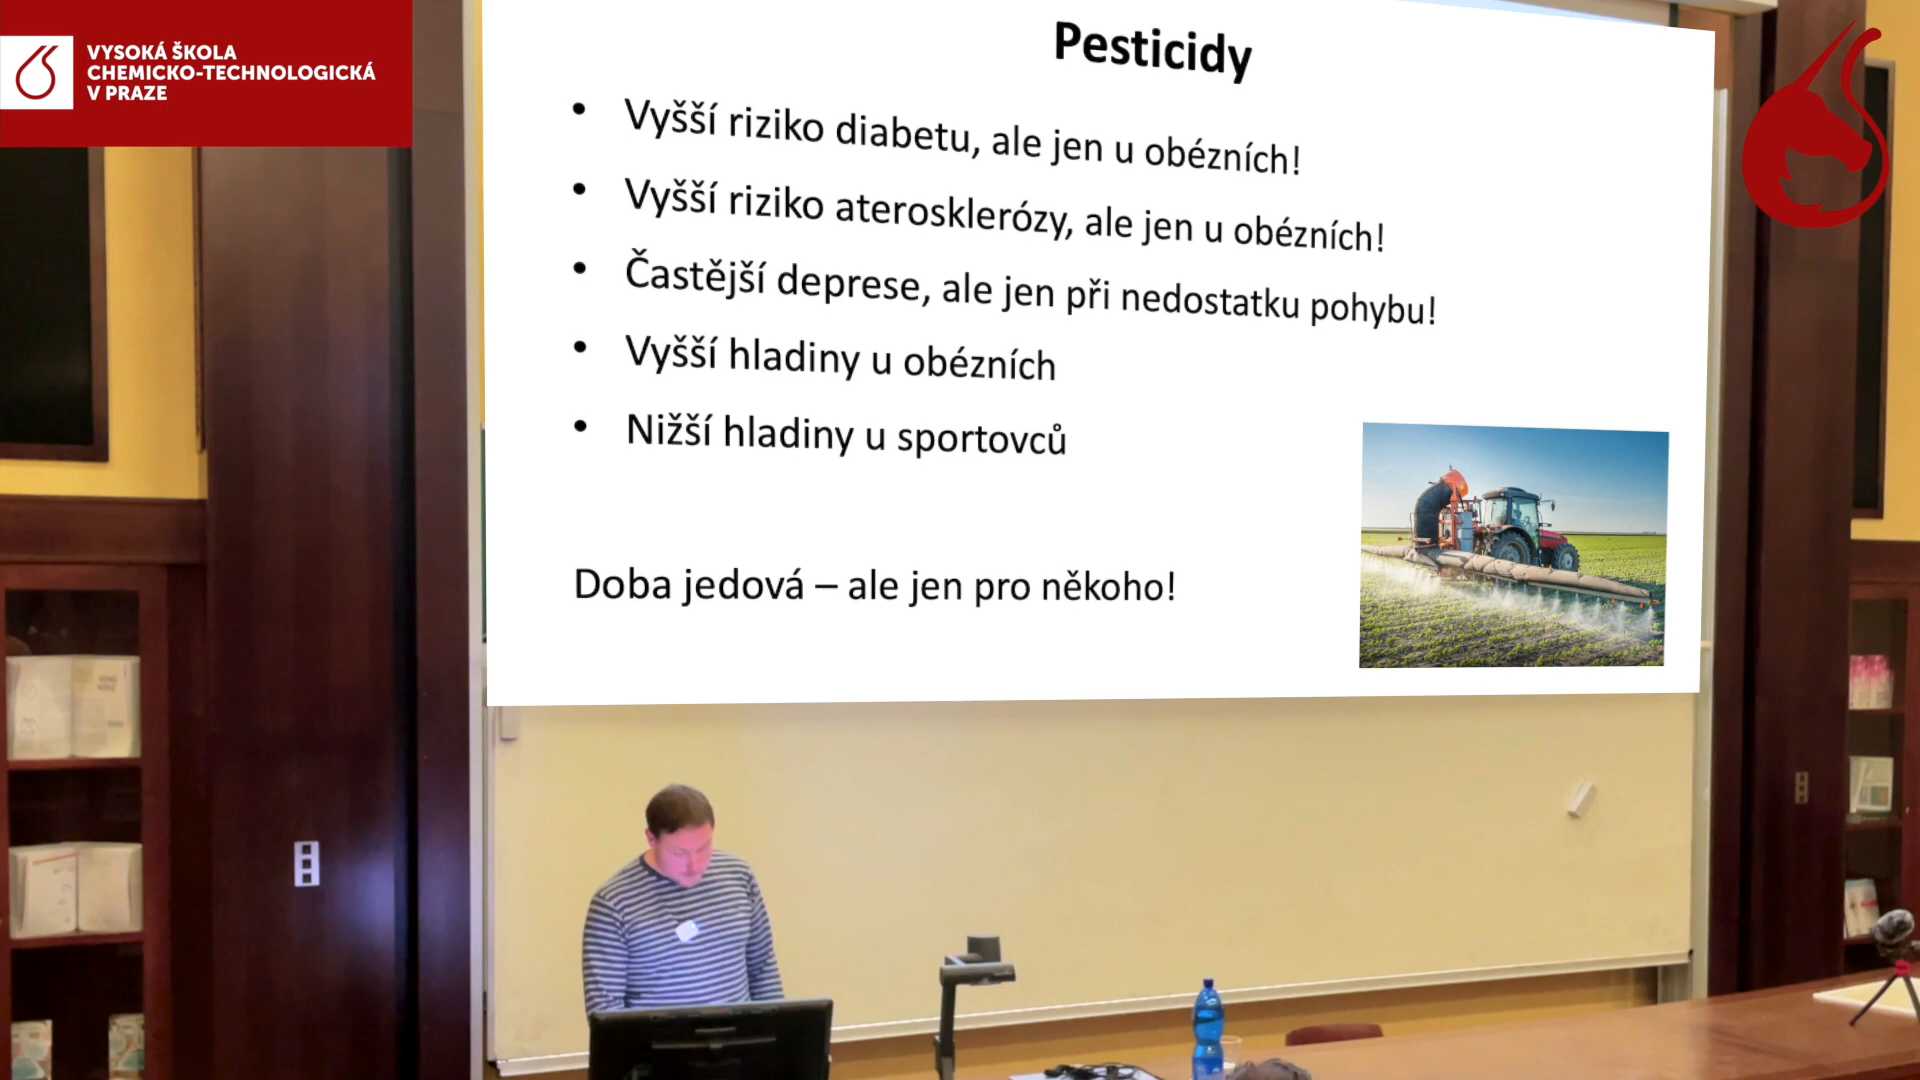 VYSOKÁ ŠKOLA
CHEMICKO-TECHNOLOGICKÁ
V PRAZE
Pesticidy
• Vyšší riziko diabetu, ale jen u obézních!
• Vyšší riziko aterosklerózy, ale jen u obézních!
• Častější deprese, ale jen při nedostatku pohybu!
• Vyšší hladiny u obézních
• Nižší hladiny u sportovců
Doba jedová – ale jen pro někoho!